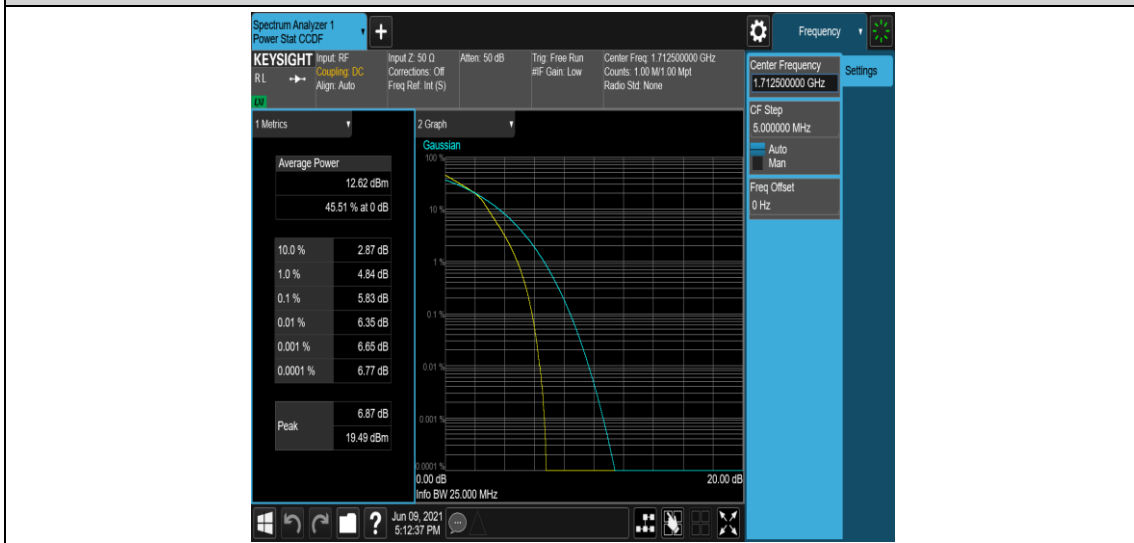 Spectrum Analyzer 1
Power Stat CCDF
+
Frequency
KEYSIGHT
RL
LXI
Input: RF
Coupling: DC
Align: Auto
Input Z: 50 Ω
Corrections: Off
Freq Ref: Int (S)
Atten: 50 dB
Trig: Free Run
#IF Gain: Low
Center Freq: 1.712500000 GHz
Counts: 1.00 M/1.00 Mpt
Radio Std: None
Center Frequency
1.712500000 GHz
Settings
CF Step
5.000000 MHz
Auto
Man
Freq Offset
0 Hz
1 Metrics
Average Power
12.62 dBm
45.51 % at 0 dB
10.0 % 2.87 dB
1.0 % 4.84 dB
0.1 % 5.83 dB
0.01 % 6.35 dB
0.001 % 6.65 dB
0.0001 % 6.77 dB
Peak
6.87 dB
19.49 dBm
2 Graph
Gaussian
100 %
10 %
1 %
0.1 %
0.01 %
0.001 %
0.0001 %
0.00 dB
20.00 dB
Info BW 25.000 MHz
?
Jun 09, 2021
5:12:37 PM